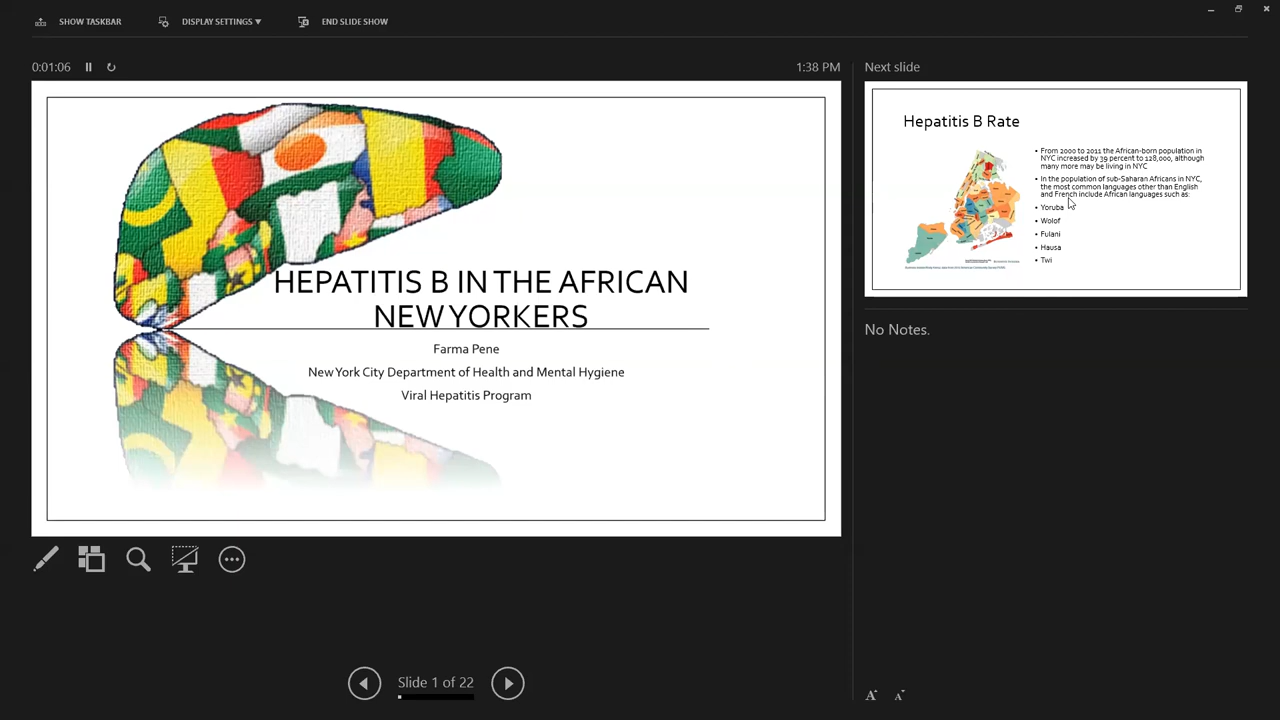 SHOW TASKBAR
DISPLAY SETTINGS ▼
END SLIDE SHOW
0:01:06
1:38 PM
HEPATITIS B IN THE AFRICAN
NEW YORKERS
Farma Pene
New York City Department of Health and Mental Hygiene
Viral Hepatitis Program
Slide 1 of 22
Next slide
Hepatitis B Rate
• From 2000 to 2011 the African-born population in
NYC increased by 39 percent to 128,000, although
many more may be living in NYC
• In the population of sub-Saharan Africans in NYC,
the most common languages other than English
and French include African languages such as:
• Yoruba
• Wolof
• Fulani
• Hausa
• Twi
No Notes.
A A